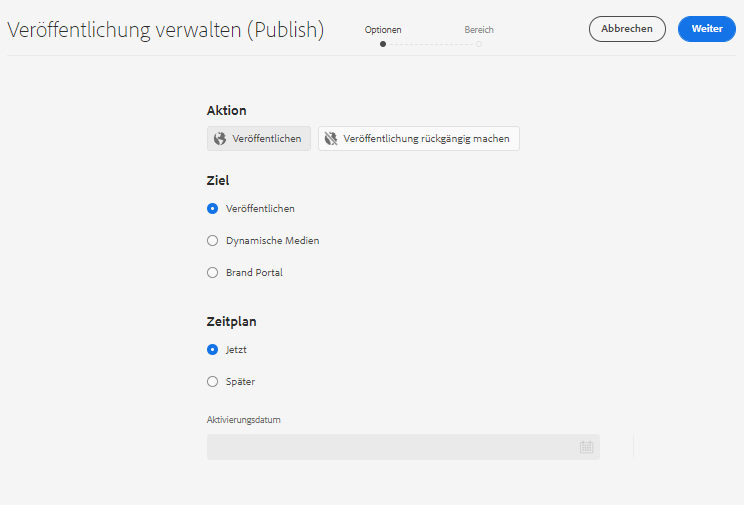 Veröffentlichung verwalten (Publish)
Optionen
Bereich
Abbrechen
Weiter
Aktion
Veröffentlichen
Veröffentlichung rückgängig machen
Ziel
Veröffentlichen
Dynamische Medien
Brand Portal
Zeitplan
Jetzt
Später
Aktivierungsdatum